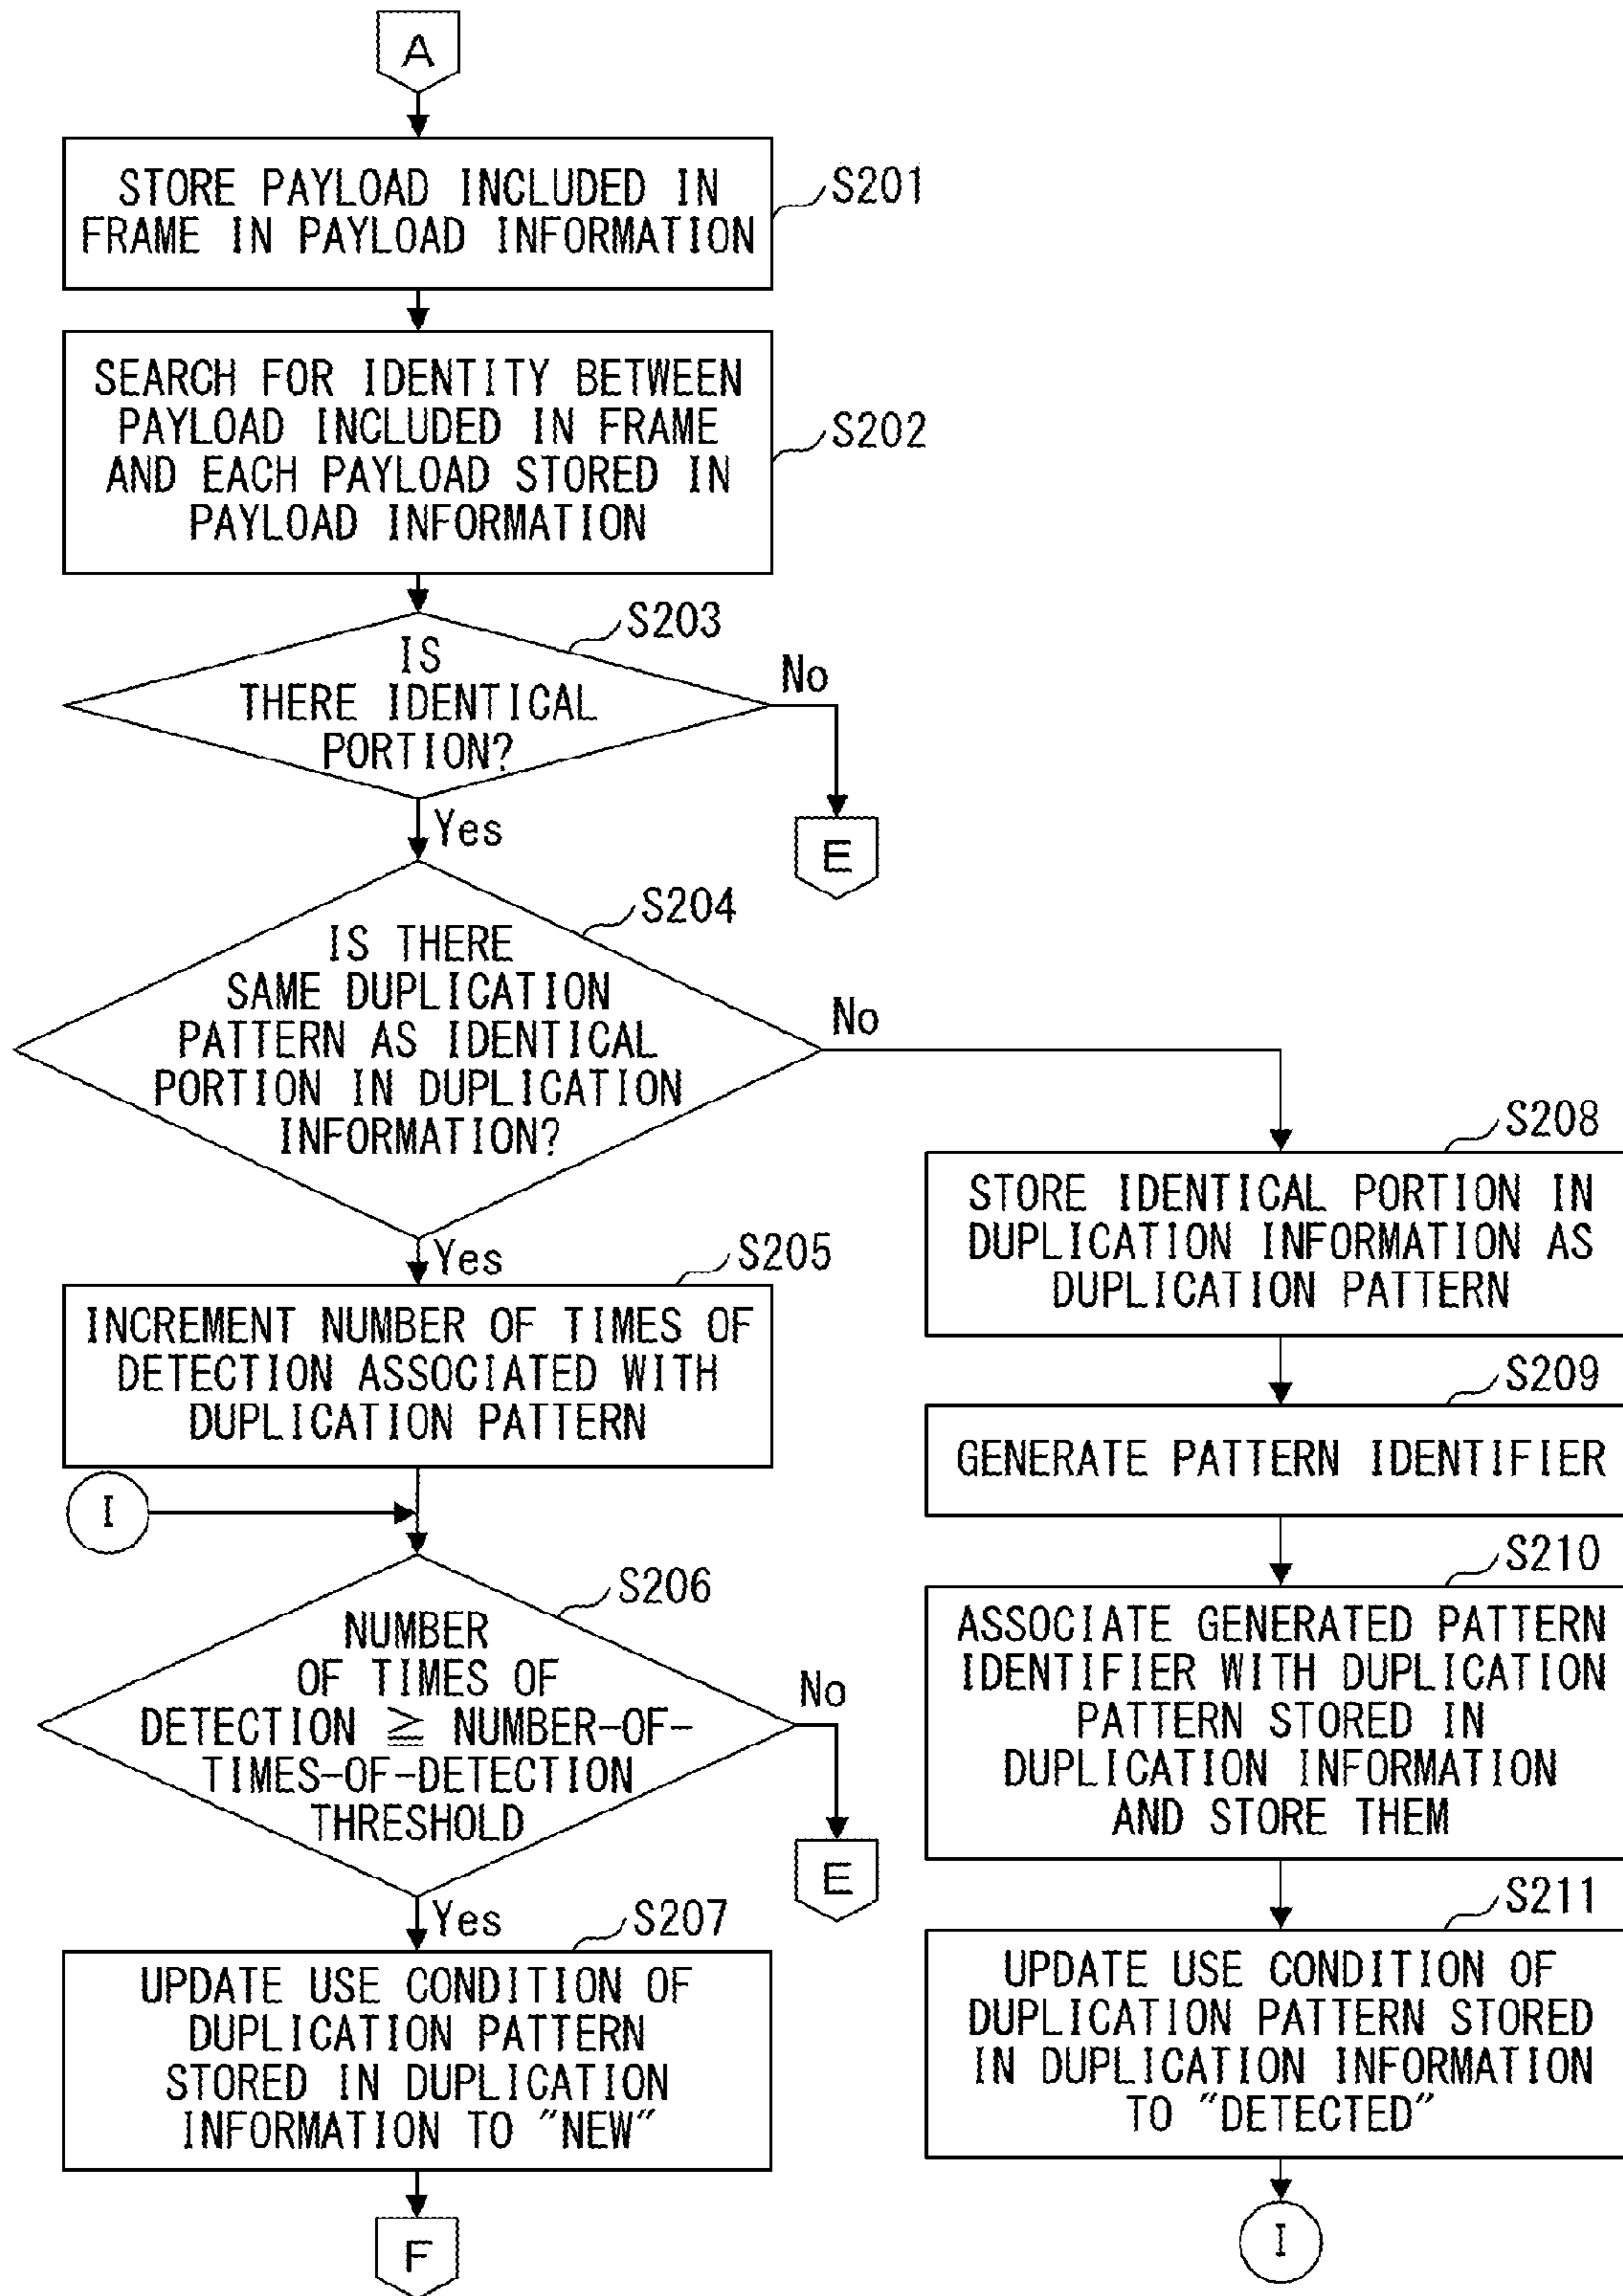 A
STORE PAYLOAD INCLUDED IN
FRAME IN PAYLOAD INFORMATION
S201
SEARCH FOR IDENTITY BETWEEN
PAYLOAD INCLUDED IN FRAME
AND EACH PAYLOAD STORED IN
PAYLOAD INFORMATION
S202
S203
IS
THERE IDENTICAL
PORTION?
No
E
Yes
S204
IS THERE
SAME DUPLICATION
PATTERN AS IDENTICAL
PORTION IN DUPLICATION
INFORMATION?
No
Yes
S205
INCREMENT NUMBER OF TIMES OF
DETECTION ASSOCIATED WITH
DUPLICATION PATTERN
I
S206
NUMBER
OF TIMES OF
DETECTION ≧ NUMBER-OF-
TIMES-OF-DETECTION
THRESHOLD
No
E
Yes
S207
UPDATE USE CONDITION OF
DUPLICATION PATTERN
STORED IN DUPLICATION
INFORMATION TO "NEW"
F
S208
STORE IDENTICAL PORTION IN
DUPLICATION INFORMATION AS
DUPLICATION PATTERN
S209
GENERATE PATTERN IDENTIFIER
S210
ASSOCIATE GENERATED PATTERN
IDENTIFIER WITH DUPLICATION
PATTERN STORED IN
DUPLICATION INFORMATION
AND STORE THEM
S211
UPDATE USE CONDITION OF
DUPLICATION PATTERN STORED
IN DUPLICATION INFORMATION
TO "DETECTED"
I